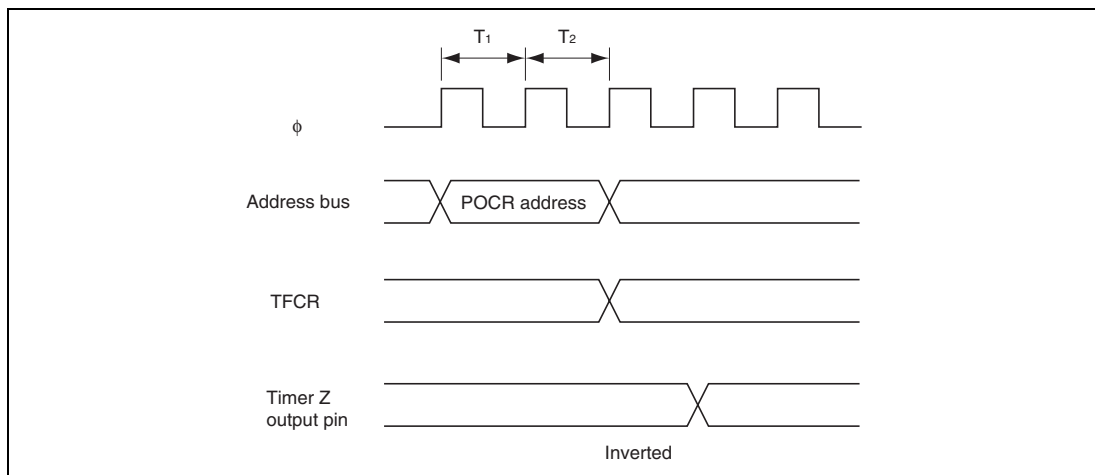 T1 T2
ϕ
Address bus POCR address
TFCR
Timer Z
output pin
Inverted